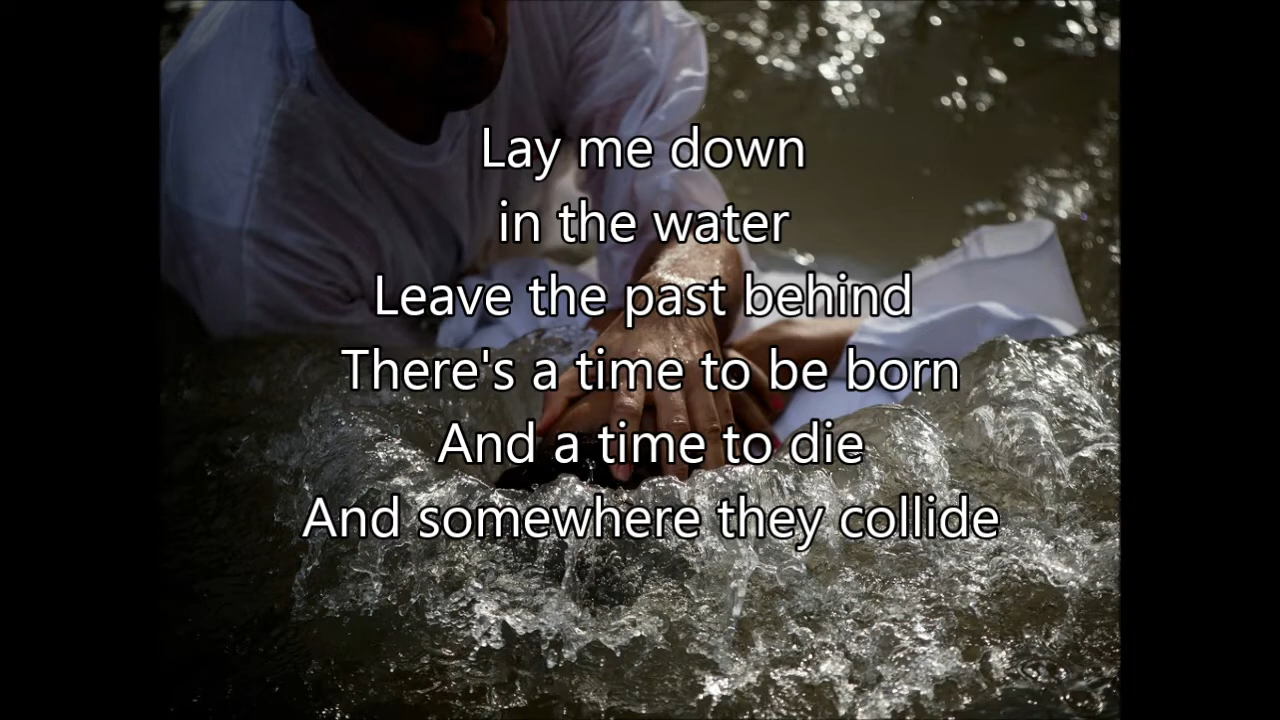 Lay me down
in the water
Leave the past behind
There's a time to be born
And a time to die
And somewhere they collide